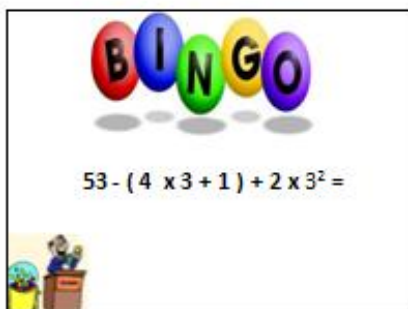 BINGO
53 - ( 4 x 3 + 1 ) + 2 x 3² =